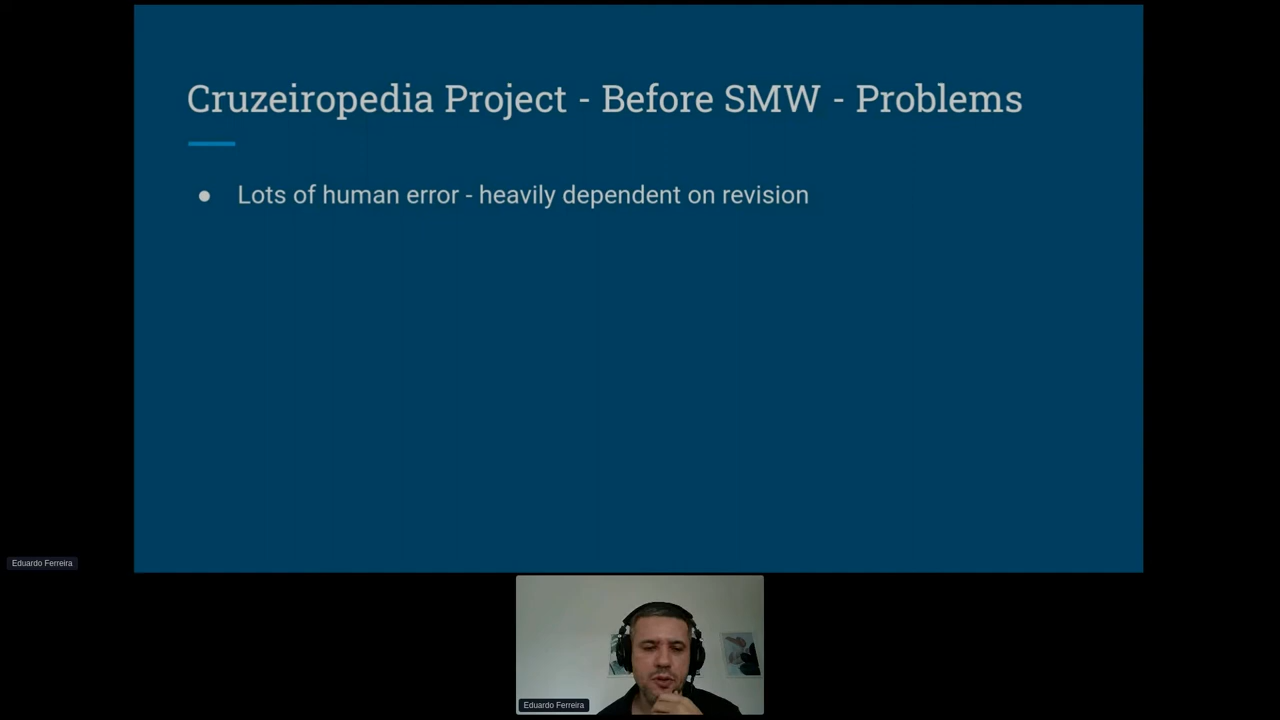 Cruzeiropedia Project - Before SMW - Problems
● Lots of human error - heavily dependent on revision
Eduardo Ferreira
Eduardo Ferreira